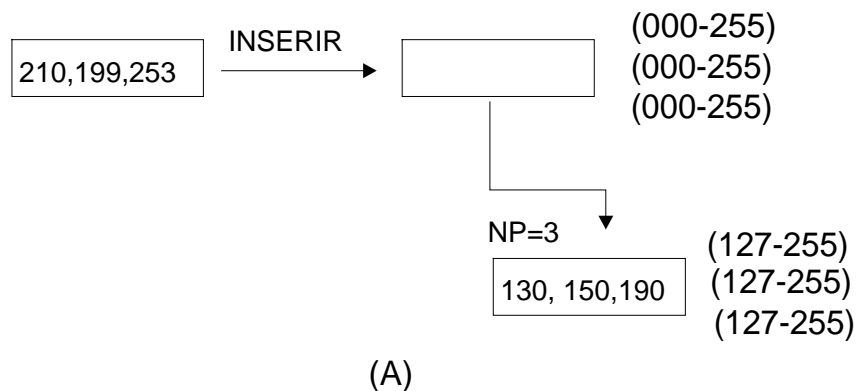 INSERIR
210,199,253
(000-255)
(000-255)
(000-255)
NP=3
130, 150,190
(127-255)
(127-255)
(127-255)
(A)